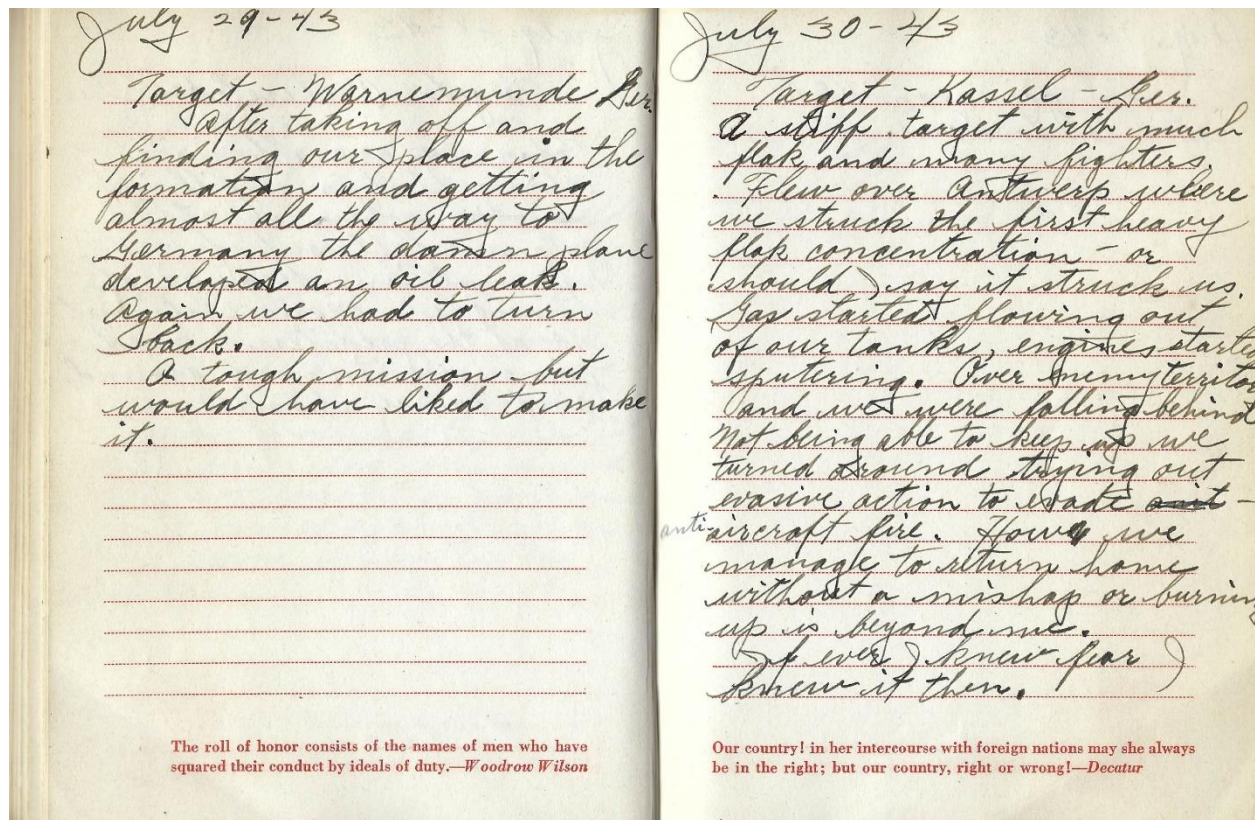 July 29-43
Target - Warnemunde Ger.
After taking off and
finding our place in the
formation and getting
almost all the way to
Germany the damn plane
developed an oil leak.
Again we had to turn
back.
A tough mission but
would have liked to make
it.
The roll of honor consists of the names of men who have
squared their conduct by ideals of duty.—Woodrow Wilson
July 30-43
Target - Kassel - Ger.
A stiff target with much
flak and many fighters.
Flew over Antwerp where
we struck the first heavy
flak concentration - or
should I say it struck us.
Gas started flowing out
of our tanks, engines starte
sputering. Over enemy territo
and we were falling behind
Not being able to keep up we
turned around trying out
evasive action to evade anit-
anti-aircraft fire. How we
manage to return home
without a mishap or burnin
up is beyond me.
If ever I knew fear I
knew it then.
Our country! in her intercourse with foreign nations may she always
be in the right; but our country, right or wrong!—Decatur